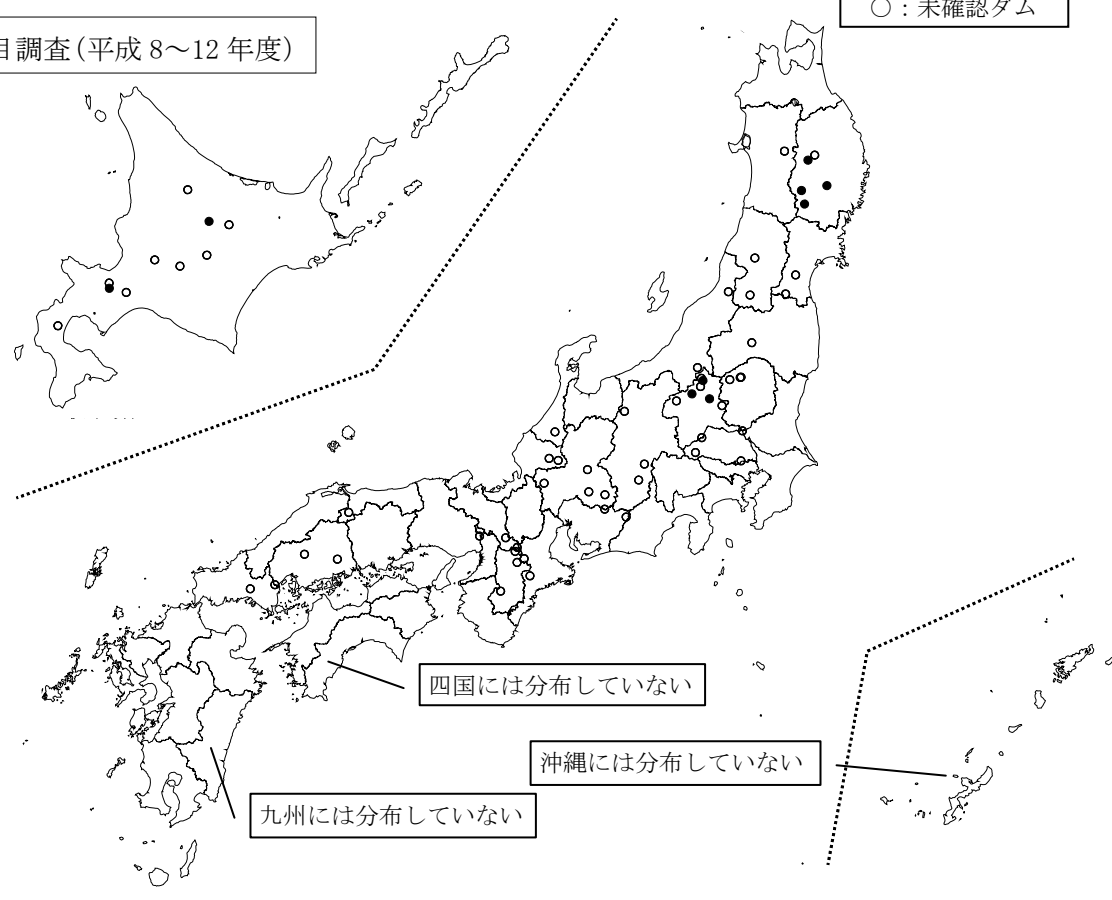 ○：未確認ダム
目調査(平成 8～12 年度)
四国には分布していない
沖縄には分布していない
九州には分布していない